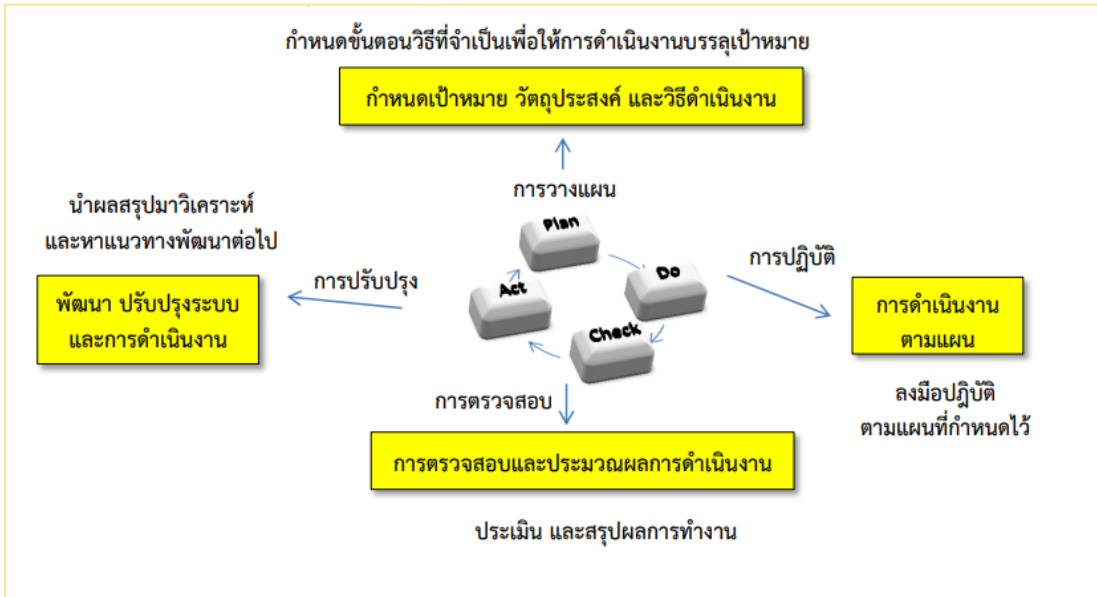 กำหนดขั้นตอนวิธีที่จำเป็นเพื่อให้การดำเนินงานบรรลุเป้าหมาย
กำหนดเป้าหมาย วัตถุประสงค์ และวิธีดำเนินงาน
การวางแผน
นำผลสรุปมาวิเคราะห์
และหาแนวทางพัฒนาต่อไป
การปรับปรุง
พัฒนา ปรับปรุงระบบ
และการดำเนินงาน
Plan
Do
Act
Check
การปฏิบัติ
การดำเนินงาน
ตามแผน
ลงมือปฎิบัติ
ตามแผนที่กำหนดไว้
การตรวจสอบ
การตรวจสอบและประมวณผลการดำเนินงาน
ประเมิน และสรุปผลการทำงาน